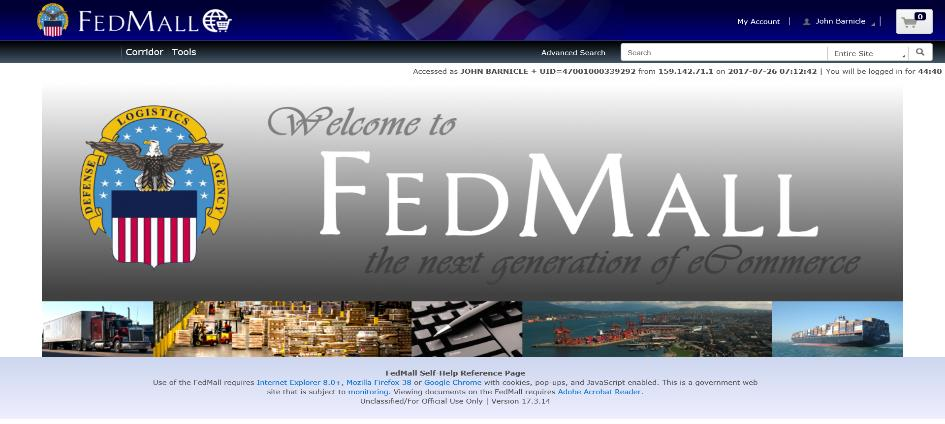 FEDMALL
My Account | John Barnicle | 0
Corridor Tools Advanced Search Search Entire Site
Accessed as JOHN BARNICLE + UID=47001000339292 from 159.142.71.1 on 2017-07-26 07:12:42 | You will be logged in for 44:40
DEFENSE LOGISTICS AGENCY
Welcome to
FEDMALL
the next generation of eCommerce
FedMall Self-Help Reference Page
Use of the FedMall requires Internet Explorer 8.0+, Mozilla Firefox 38 or Google Chrome with cookies, pop-ups, and JavaScript enabled. This is a government web
site that is subject to monitoring. Viewing documents on the FedMall requires Adobe Acrobat Reader.
Unclassified/For Official Use Only | Version 17.3.14